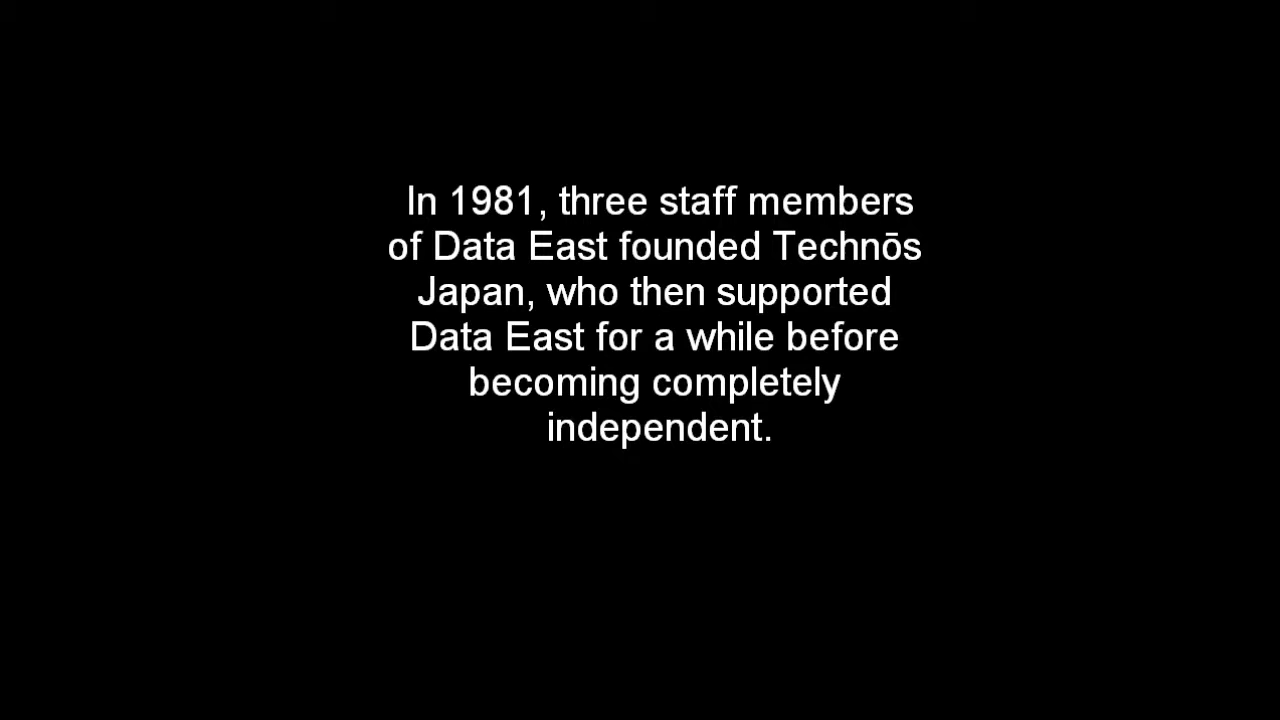 In 1981, three staff members
of Data East founded Technōs
Japan, who then supported
Data East for a while before
becoming completely
independent.